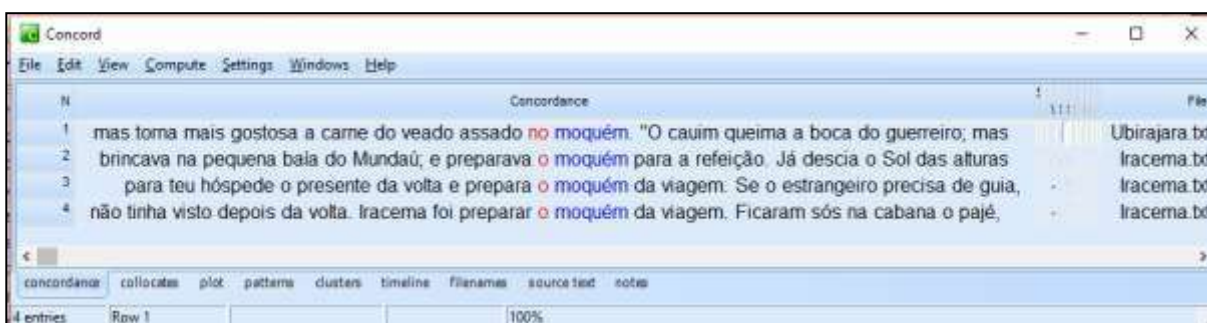 Concord
File Edit View Compute Settings Windows Help
N Concordance File
1 mas torna mais gostosa a carne do veado assado no moquém. "O cauim queima a boca do guerreiro; mas Ubirajara.txt
2 brincava na pequena baía do Mundaú; e preparava o moquém para a refeição. Já descia o Sol das alturas Iracema.txt
3 para teu hóspede o presente da volta e prepara o moquém da viagem. Se o estrangeiro precisa de guia, Iracema.txt
4 não tinha visto depois da volta. Iracema foi preparar o moquém da viagem. Ficaram sós na cabana o pajé, Iracema.txt
concordance collocates plot patterns clusters timeline filenames source text notes
4 entries Row 1 100%